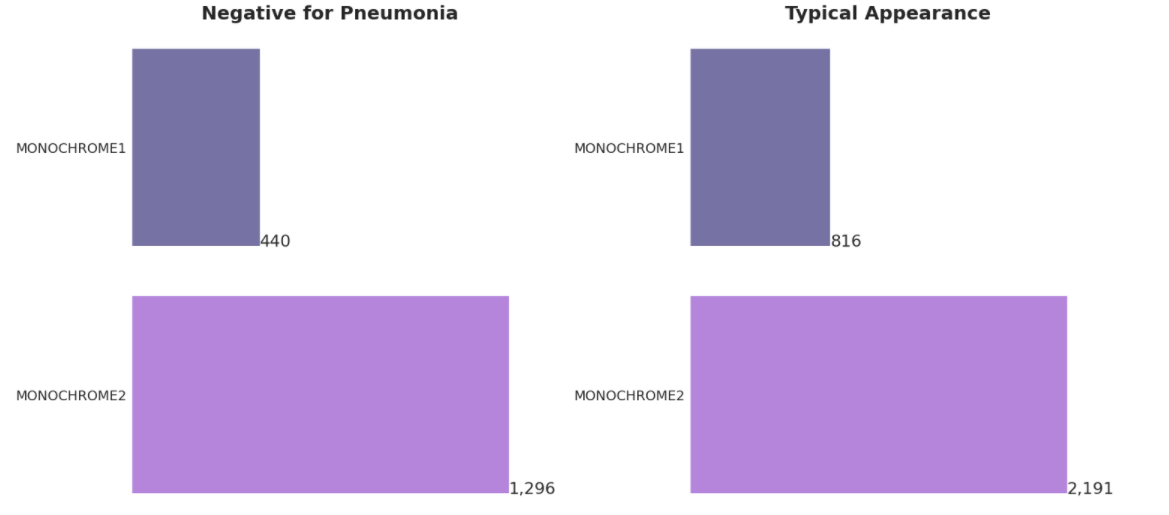 Negative for Pneumonia
MONOCHROME1
440
MONOCHROME2
1,296
Typical Appearance
MONOCHROME1
816
MONOCHROME2
2,191